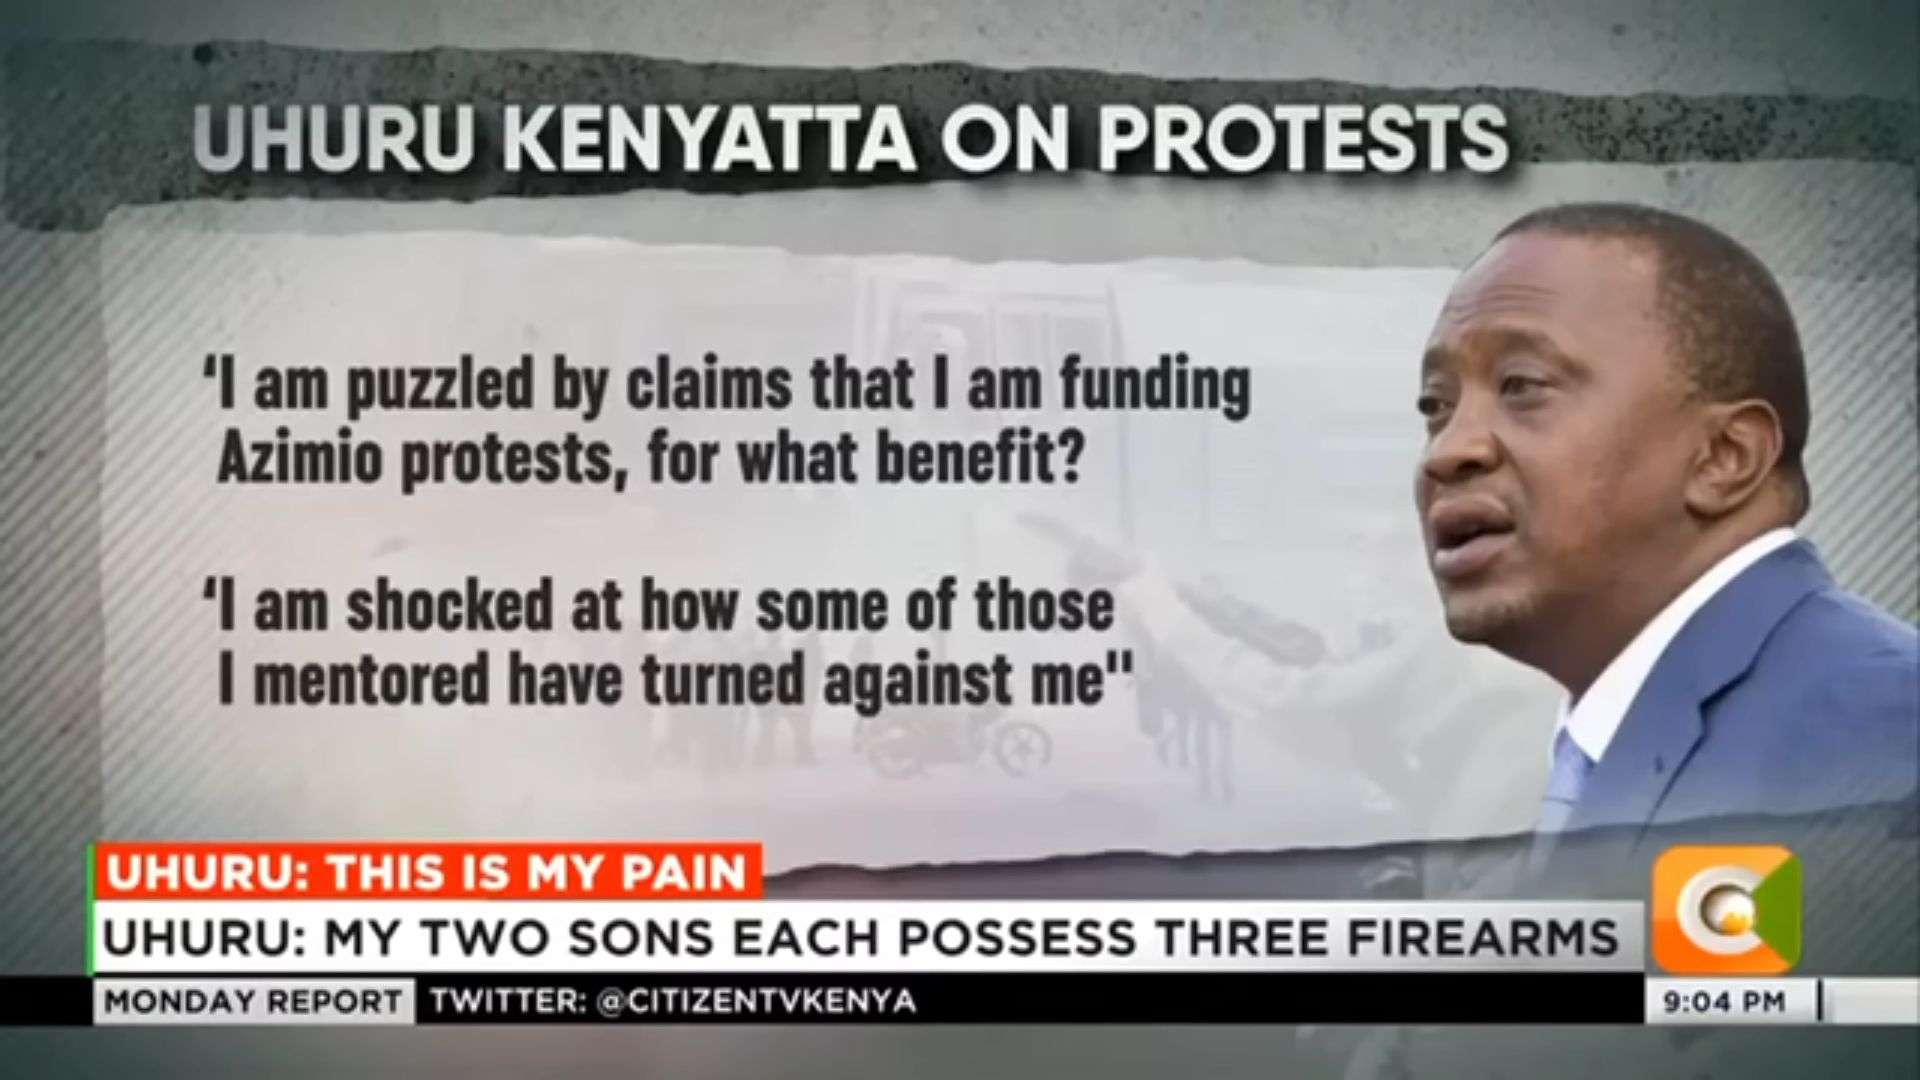 UHURU KENYATTA ON PROTESTS
‘I am puzzled by claims that I am funding
Azimio protests, for what benefit?
‘I am shocked at how some of those
I mentored have turned against me"
UHURU: THIS IS MY PAIN
UHURU: MY TWO SONS EACH POSSESS THREE FIREARMS
MONDAY REPORT TWITTER: @CITIZENTVKENYA
9:04 PM